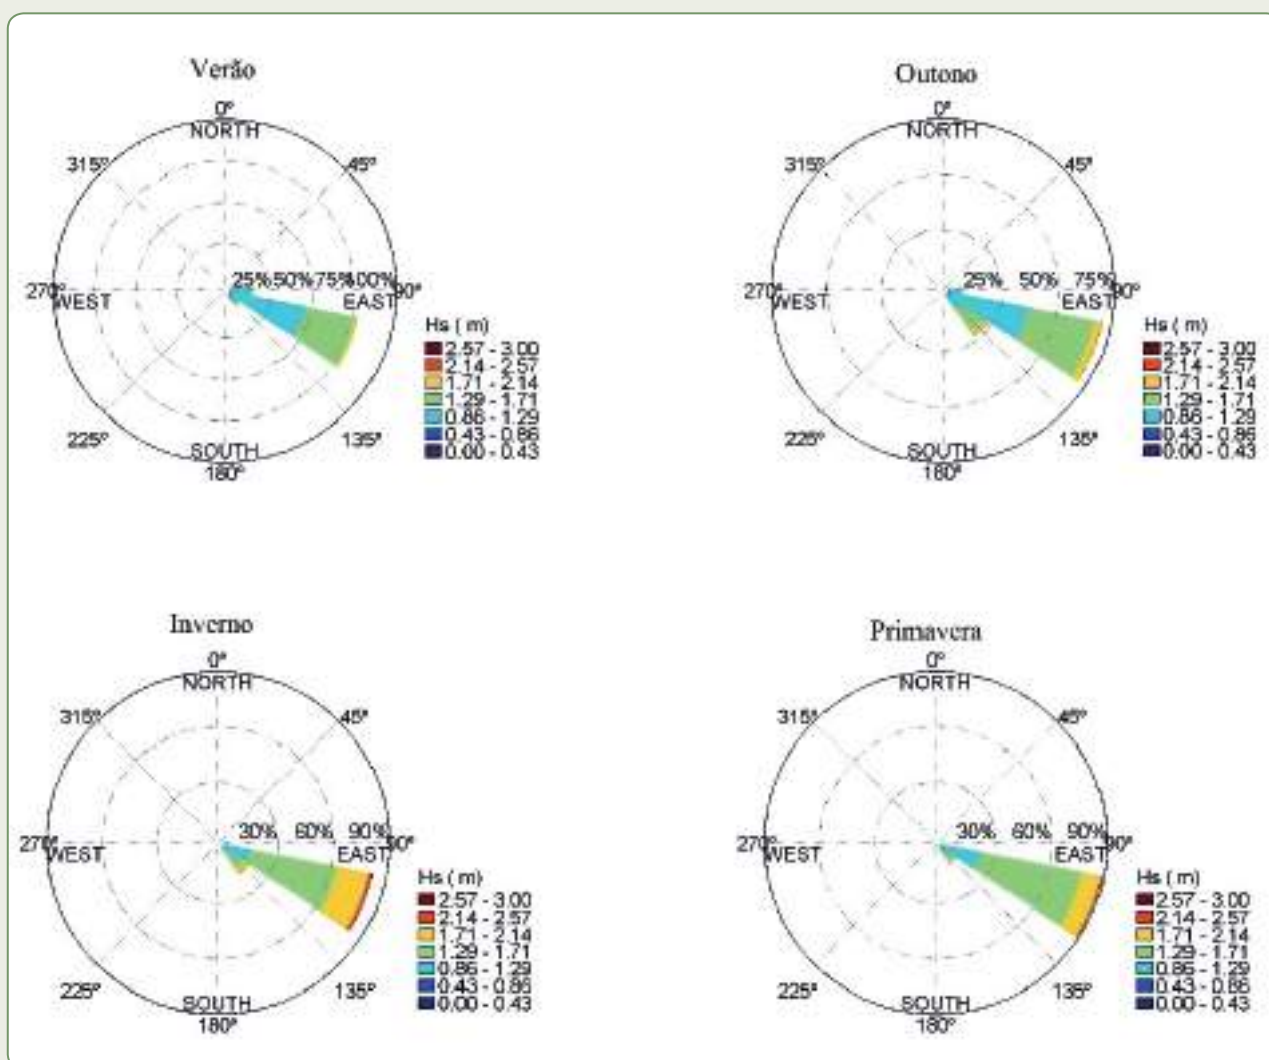 Verão
0°
NORTH
315°
45°
25% 50% 75% 100%
270°
WEST
EAST
90°
Hs ( m)
2.57 - 3.00
2.14 - 2.57
1.71 - 2.14
1.29 - 1.71
0.86 - 1.29
0.43 - 0.86
0.00 - 0.43
225°
135°
SOUTH
180°
Outono
0°
NORTH
315°
45°
25% 50% 75%
270°
WEST
EAST
90°
Hs ( m)
2.57 - 3.00
2.14 - 2.57
1.71 - 2.14
1.29 - 1.71
0.86 - 1.29
0.43 - 0.86
0.00 - 0.43
225°
135°
SOUTH
180°
Inverno
0°
NORTH
315°
45°
30% 60% 90%
270°
WEST
EAST
90°
Hs ( m)
2.57 - 3.00
2.14 - 2.57
1.71 - 2.14
1.29 - 1.71
0.86 - 1.29
0.43 - 0.86
0.00 - 0.43
225°
135°
SOUTH
180°
Primavera
0°
NORTH
315°
45°
30% 60% 90%
270°
WEST
EAST
90°
Hs ( m)
2.57 - 3.00
2.14 - 2.57
1.71 - 2.14
1.29 - 1.71
0.86 - 1.29
0.43 - 0.86
0.00 - 0.43
225°
135°
SOUTH
180°